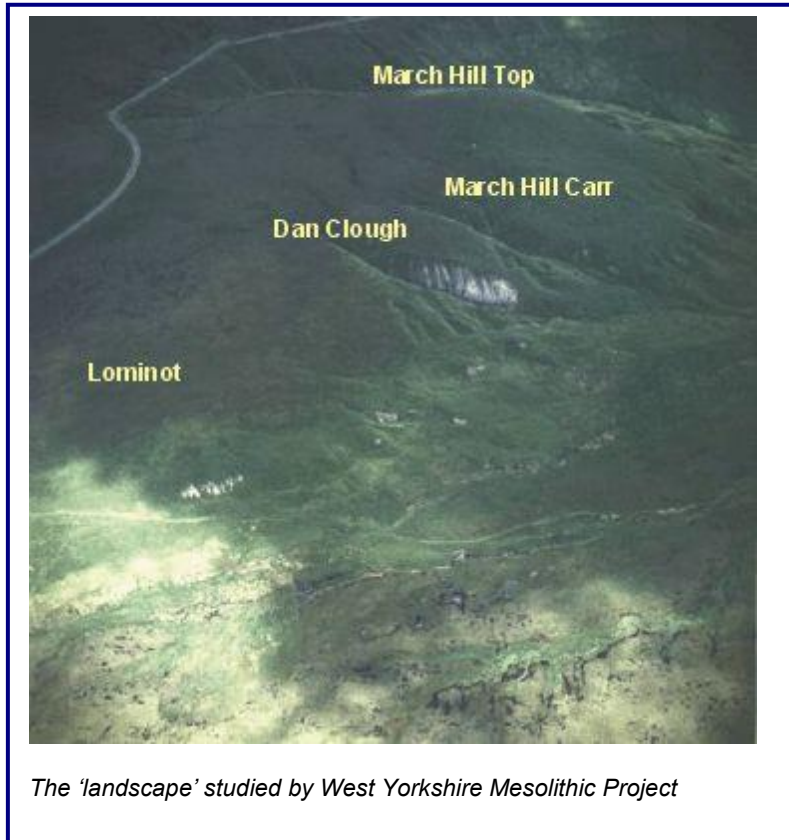 March Hill Top
March Hill Carr
Dan Clough
Lominot
The ‘landscape’ studied by West Yorkshire Mesolithic Project